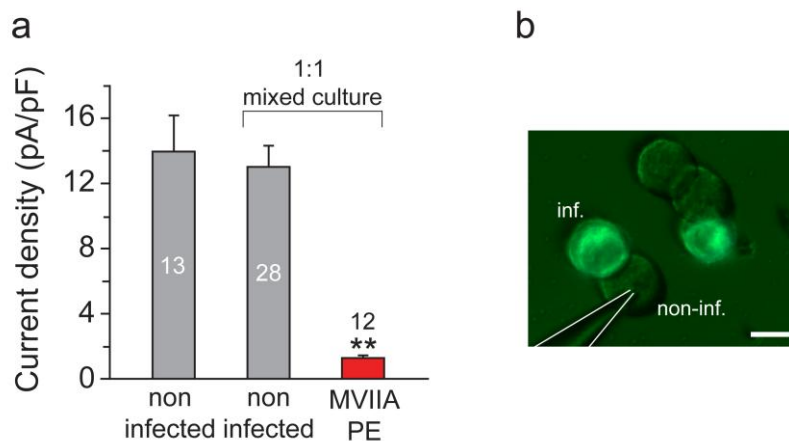 a
1:1
mixed culture
Current density (pA/pF)
16
12
8
4
0
13
28
12
**
non
infected
non
infected
MVIIA
PE
b
inf.
non-inf.